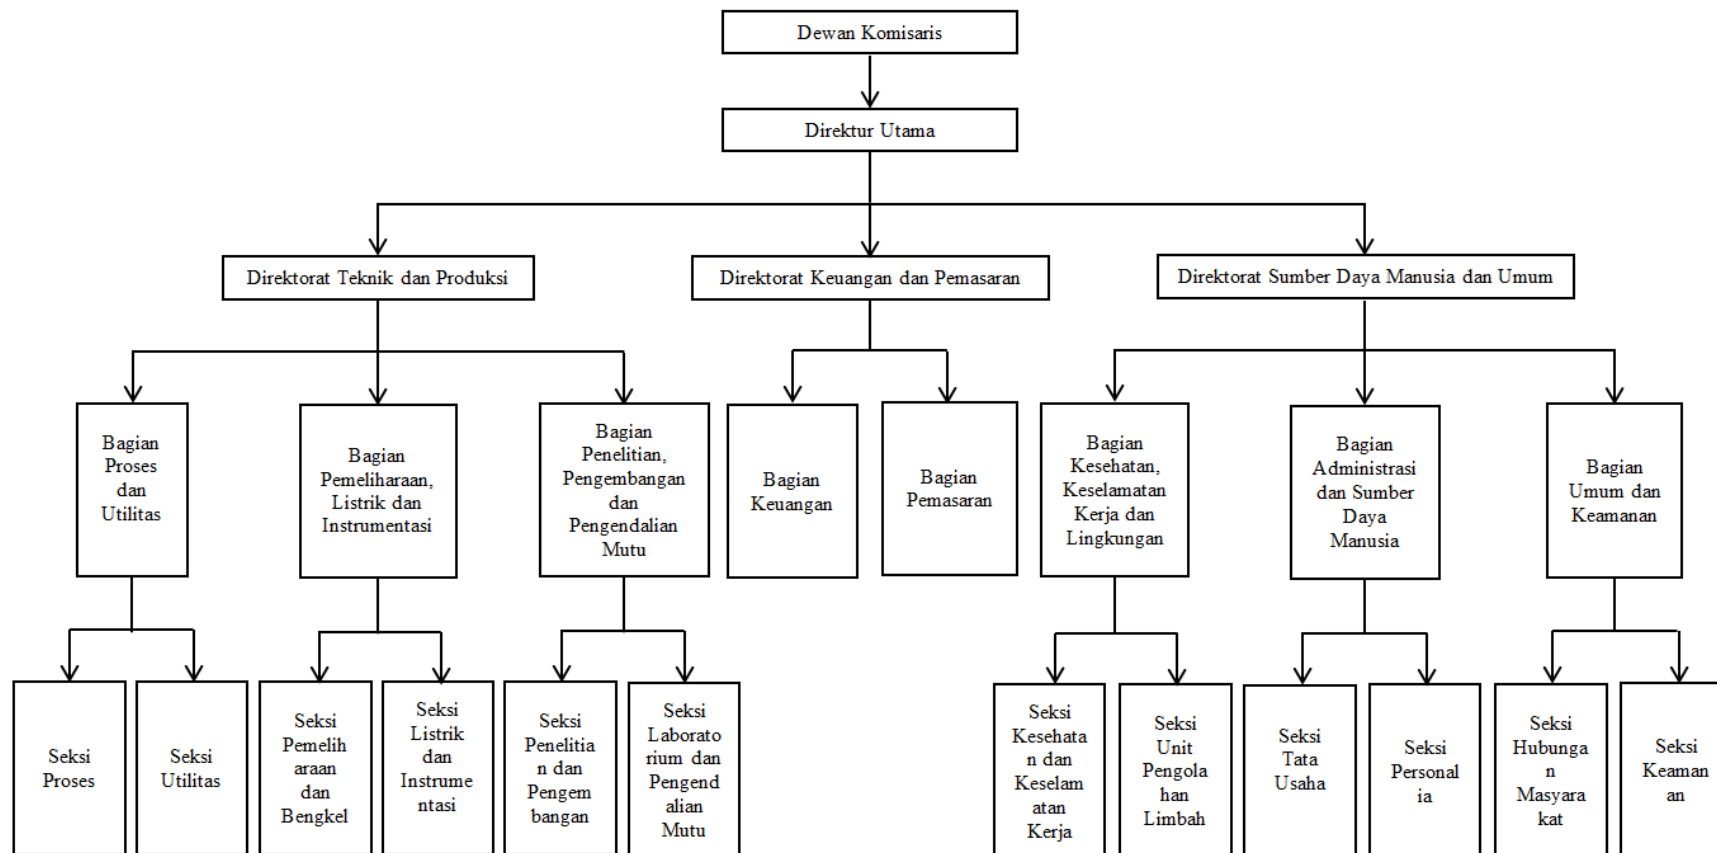 Dewan Komisaris
Direktur Utama
Direktorat Teknik dan Produksi
Direktorat Keuangan dan Pemasaran
Direktorat Sumber Daya Manusia dan Umum
Bagian
Proses
dan
Utilitas
Bagian
Pemeliharaan,
Listrik dan
Instrumentasi
Bagian
Penelitian,
Pengembangan
dan
Pengendalian
Mutu
Bagian
Keuangan
Bagian
Pemasaran
Bagian
Kesehatan,
Keselamatan
Kerja dan
Lingkungan
Bagian
Administrasi
dan Sumber
Daya
Manusia
Bagian
Umum dan
Keamanan
Seksi
Proses
Seksi
Utilitas
Seksi
Pemelih
araan
dan
Bengkel
Seksi
Listrik
dan
Instrume
ntasi
Seksi
Penelitia
n dan
Pengem
bangan
Seksi
Laborato
rium dan
Pengend
alian
Mutu
Seksi
Kesehata
n dan
Keselam
atan
Kerja
Seksi
Unit
Pengola
han
Limbah
Seksi
Tata
Usaha
Seksi
Personal
ia
Seksi
Hubunga
n
Masyara
kat
Seksi
Keaman
an